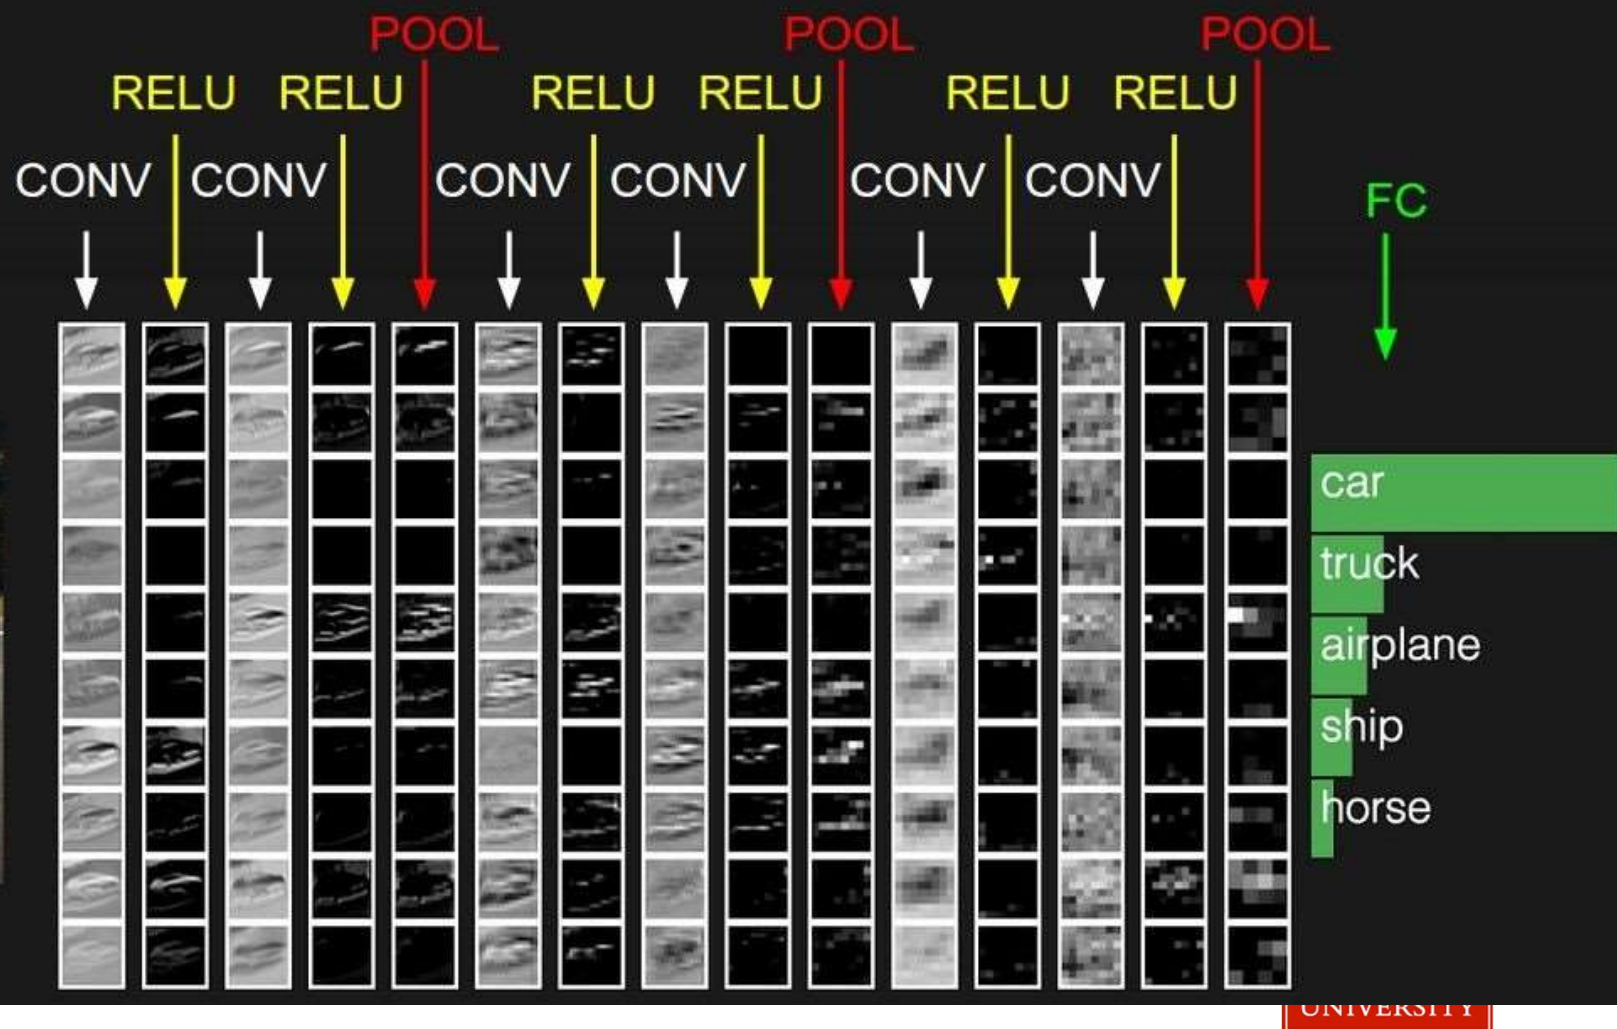 POOL POOL POOL
RELU RELU RELU RELU RELU RELU
CONV CONV CONV CONV CONV CONV
FC
car
truck
airplane
ship
horse
UNIVERSITY